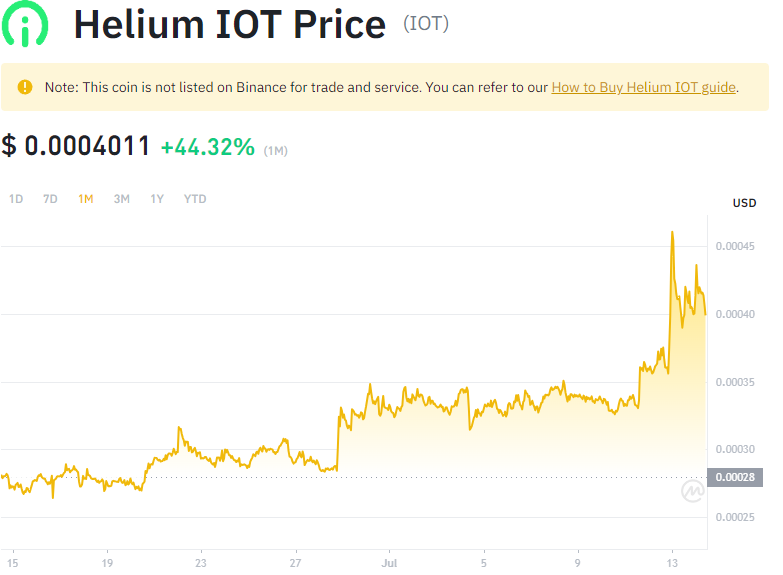 Helium IOT Price (IOT)
Note: This coin is not listed on Binance for trade and service. You can refer to our How to Buy Helium IOT guide.
$ 0.0004011 +44.32% (1M)
1D 7D 1M 3M 1Y YTD
USD
0.00045
0.00040
0.00035
0.00030
0.00028
0.00025
15 19 23 27 Jul 5 9 13